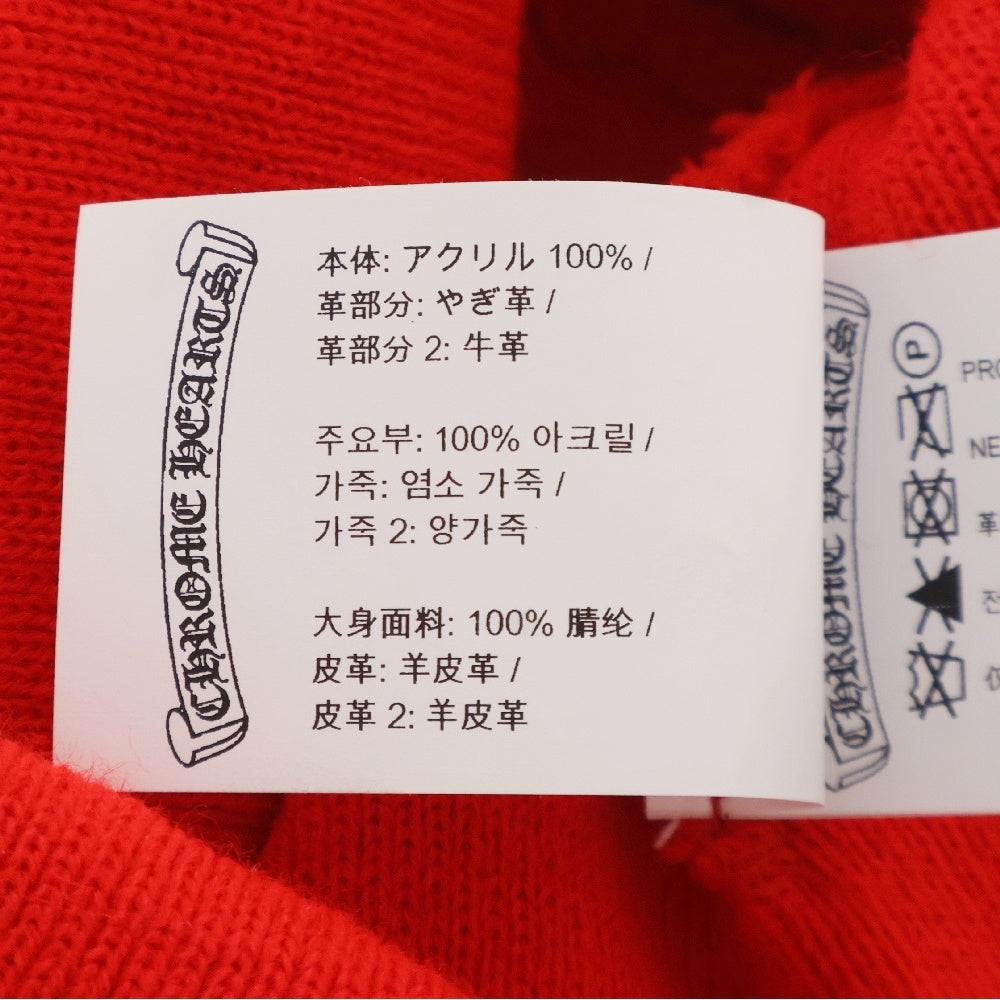 CHROME HEARTS
本体: アクリル 100% /
革部分: やぎ革 /
革部分 2: 牛革
주요부: 100% 아크릴 /
가죽: 염소 가죽 /
가죽 2: 양가죽
大身面料: 100% 腈纶 /
皮革: 羊皮革 /
皮革 2: 羊皮革
CHROME HEARTS
P